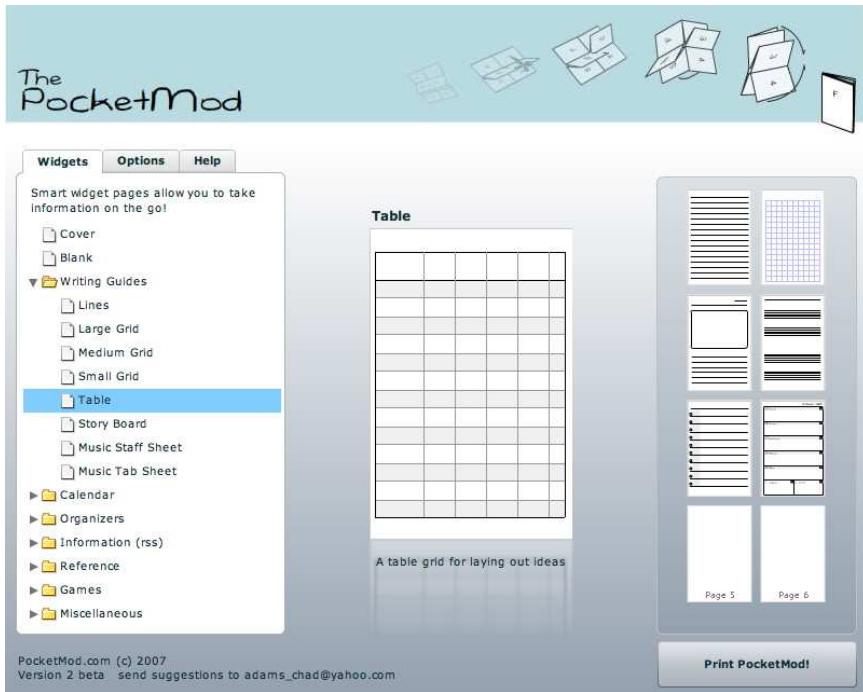 The
PocketMod
F
Widgets
Options
Help
Smart widget pages allow you to take
information on the go!
Cover
Blank
Writing Guides
Lines
Large Grid
Medium Grid
Small Grid
Table
Story Board
Music Staff Sheet
Music Tab Sheet
Calendar
Organizers
Information (rss)
Reference
Games
Miscellaneous
Table
A table grid for laying out ideas
Page 5
Page 6
Print PocketMod!
PocketMod.com (c) 2007
Version 2 beta send suggestions to adams_chad@yahoo.com